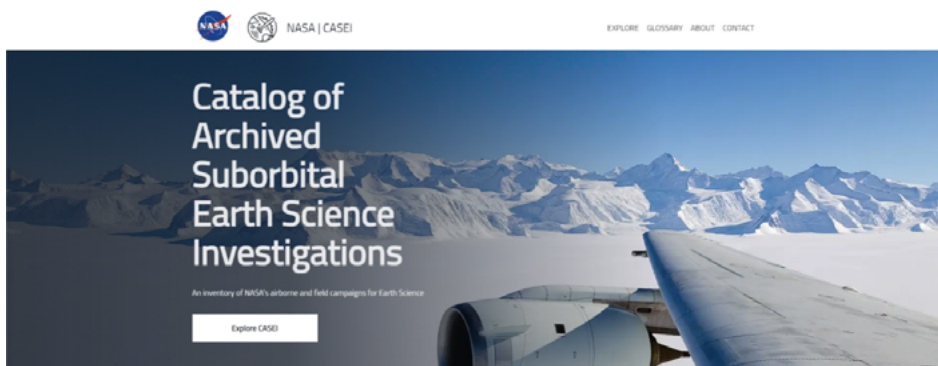 NASA
NASA | CASEI
EXPLORE GLOSSARY ABOUT CONTACT
Catalog of
Archived
Suborbital
Earth Science
Investigations
An inventory of NASA's airborne and field campaigns for Earth Science
Explore CASEI